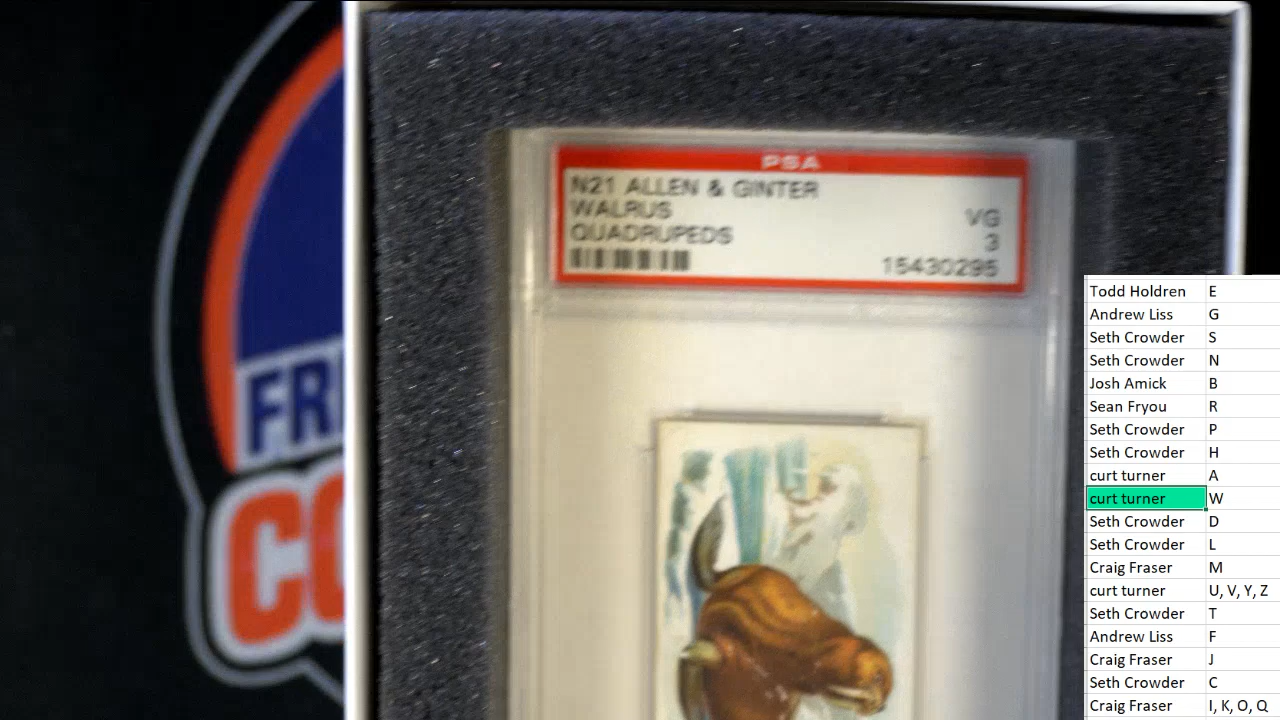 PSA
N21 ALLEN & GINTER
WALRUS VG
QUADRUPEDS 3
15430295
FR
CO
Todd Holdren E
Andrew Liss G
Seth Crowder S
Seth Crowder N
Josh Amick B
Sean Fryou R
Seth Crowder P
Seth Crowder H
curt turner A
curt turner W
Seth Crowder D
Seth Crowder L
Craig Fraser M
curt turner U, V, Y, Z
Seth Crowder T
Andrew Liss F
Craig Fraser J
Seth Crowder C
Craig Fraser I, K, O, Q